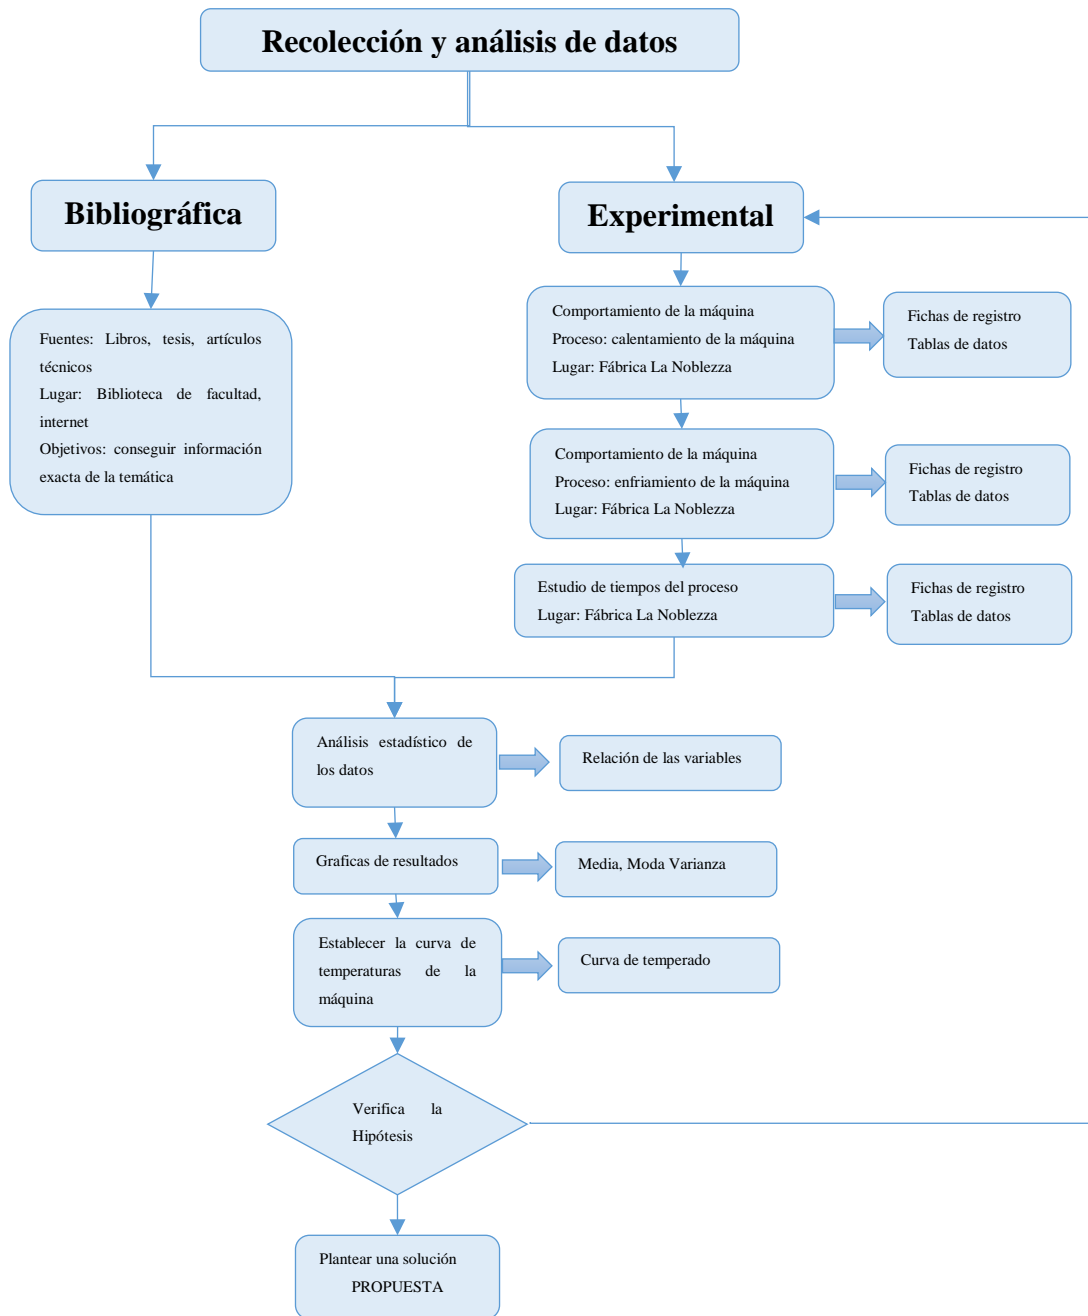 Recolección y análisis de datos
Bibliográfica
Experimental
Fuentes: Libros, tesis, artículos
técnicos
Lugar: Biblioteca de facultad,
internet
Objetivos: conseguir información
exacta de la temática
Comportamiento de la máquina
Proceso: calentamiento de la máquina
Lugar: Fábrica La Noblezza
Fichas de registro
Tablas de datos
Comportamiento de la máquina
Proceso: enfriamiento de la máquina
Lugar: Fábrica La Noblezza
Fichas de registro
Tablas de datos
Estudio de tiempos del proceso
Lugar: Fábrica La Noblezza
Fichas de registro
Tablas de datos
Análisis estadístico de
los datos
Relación de las variables
Graficas de resultados
Media, Moda Varianza
Establecer la curva de
temperaturas de la
máquina
Curva de temperado
Verifica la
Hipótesis
Plantear una solución
PROPUESTA